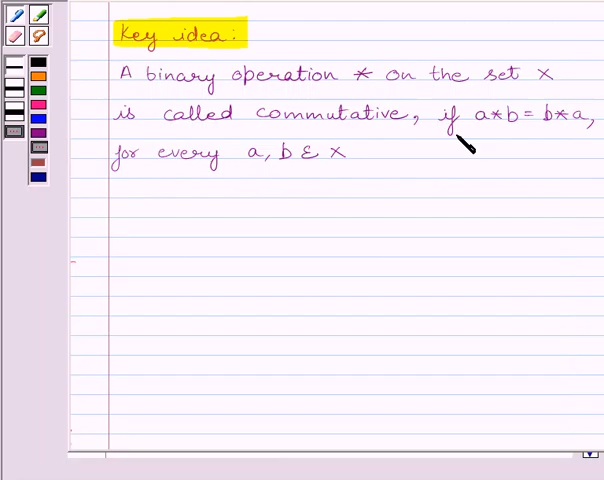 Key idea:
A binary operation * on the set X
is called commutative, if a*b = b*a,
for every a, b ε X